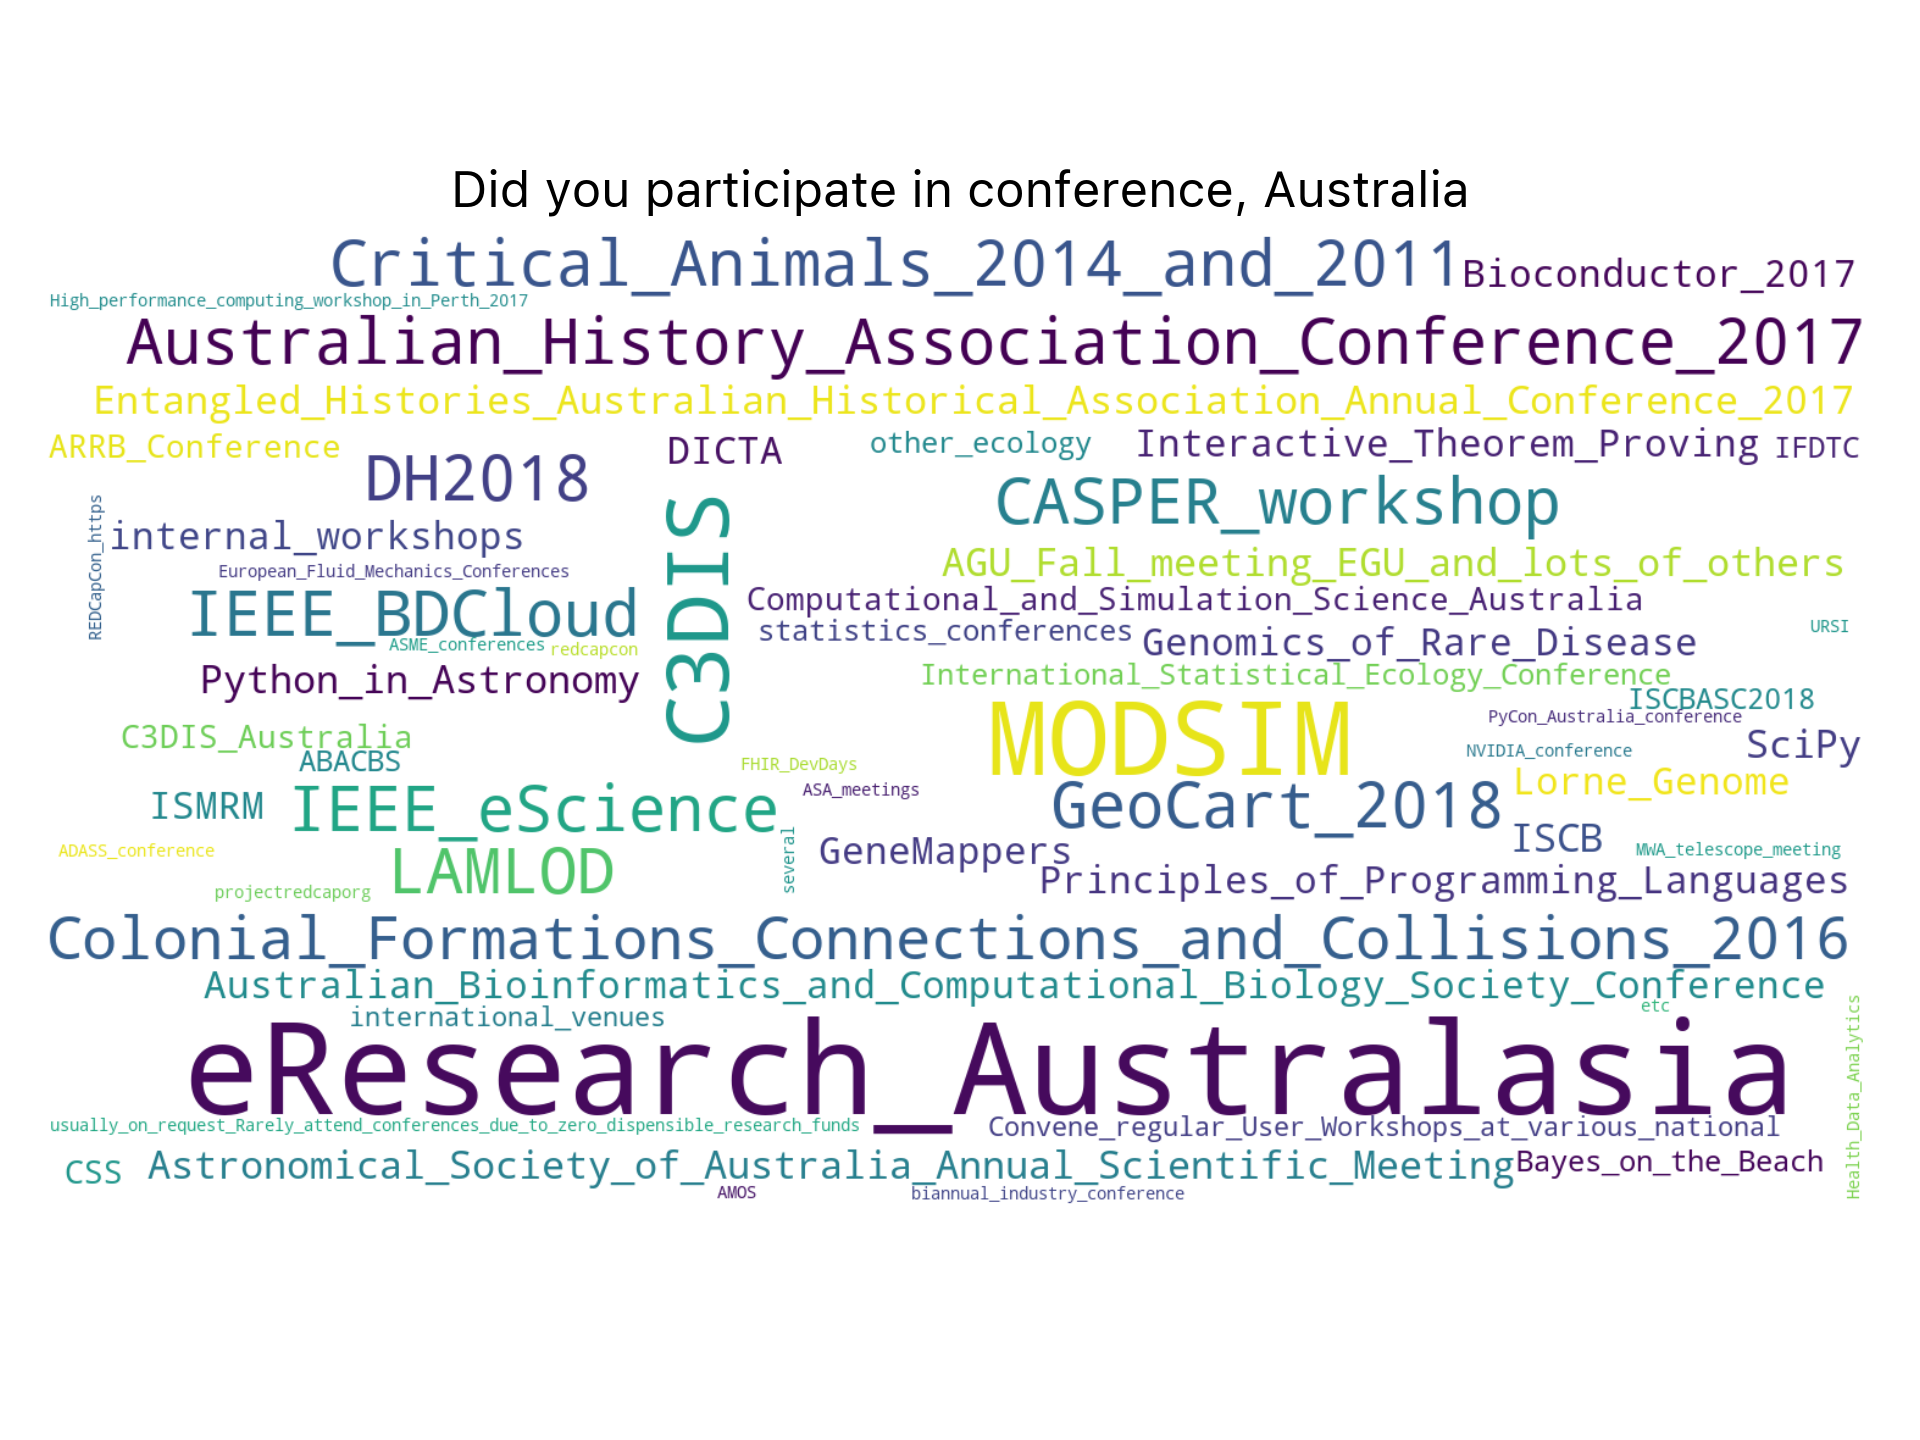 Did you participate in conference, Australia
Critical_Animals_2014_and_2011
Bioconductor_2017
High_performance_computing_workshop_in_Perth_2017
Australian_History_Association_Conference_2017
Entangled_Histories_Australian_Historical_Association_Annual_Conference_2017
ARRB_Conference
DICTA
other_ecology
Interactive_Theorem_Proving
IFDTC
DH2018
CASPER_workshop
REDCapCon_https
internal_workshops
C3DIS
AGU_Fall_meeting_EGU_and_lots_of_others
European_Fluid_Mechanics_Conferences
IEEE_BDCloud
Computational_and_Simulation_Science_Australia
statistics_conferences
Genomics_of_Rare_Disease
URSI
ASME_conferences
redcapcon
Python_in_Astronomy
International_Statistical_Ecology_Conference
ISCBASC2018
PyCon_Australia_conference
C3DIS_Australia
MODSIM
NVIDIA_conference
SciPy
ABACBS
FHIR_DevDays
Lorne_Genome
ASA_meetings
ISMRM
IEEE_eScience
GeoCart_2018
ISCB
ADASS_conference
several
GeneMappers
MWA_telescope_meeting
LAMLOD
projectredcaporg
Principles_of_Programming_Languages
Colonial_Formations_Connections_and_Collisions_2016
Australian_Bioinformatics_and_Computational_Biology_Society_Conference
international_venues
etc
Health_Data_Analytics
eResearch_Australasia
usually_on_request_Rarely_attend_conferences_due_to_zero_dispensible_research_funds
Convene_regular_User_Workshops_at_various_national
CSS
Astronomical_Society_of_Australia_Annual_Scientific_Meeting
Bayes_on_the_Beach
AMOS
biannual_industry_conference